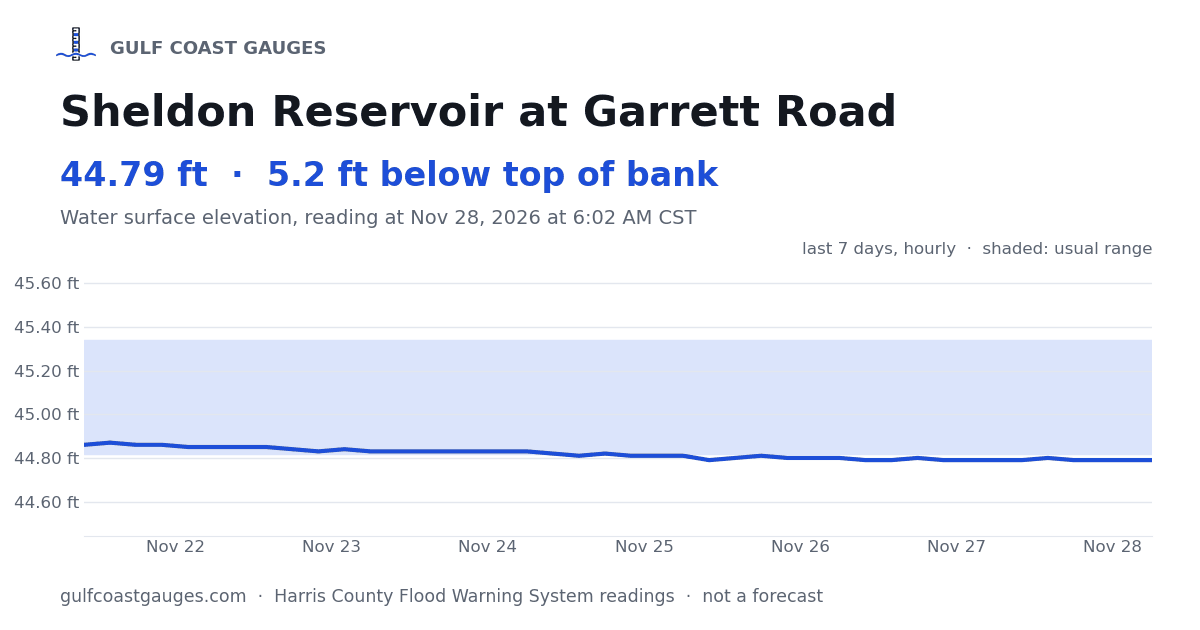 GULF COAST GAUGES
Sheldon Reservoir at Garrett Road
44.79 ft · 5.2 ft below top of bank
Water surface elevation, reading at Nov 28, 2026 at 6:02 AM CST
last 7 days, hourly · shaded: usual range
45.60 ft
45.40 ft
45.20 ft
45.00 ft
44.80 ft
44.60 ft
Nov 22 Nov 23 Nov 24 Nov 25 Nov 26 Nov 27 Nov 28
gulfcoastgauges.com · Harris County Flood Warning System readings · not a forecast